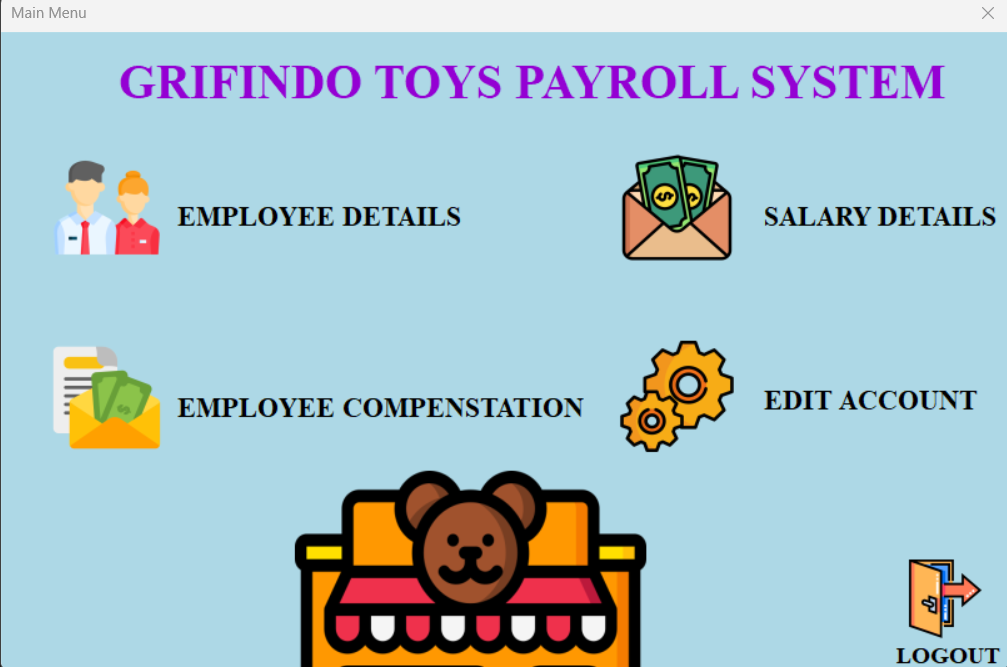 Main Menu
GRIFINDO TOYS PAYROLL SYSTEM
EMPLOYEE DETAILS
SALARY DETAILS
EMPLOYEE COMPENSTATION
EDIT ACCOUNT
LOGOUT